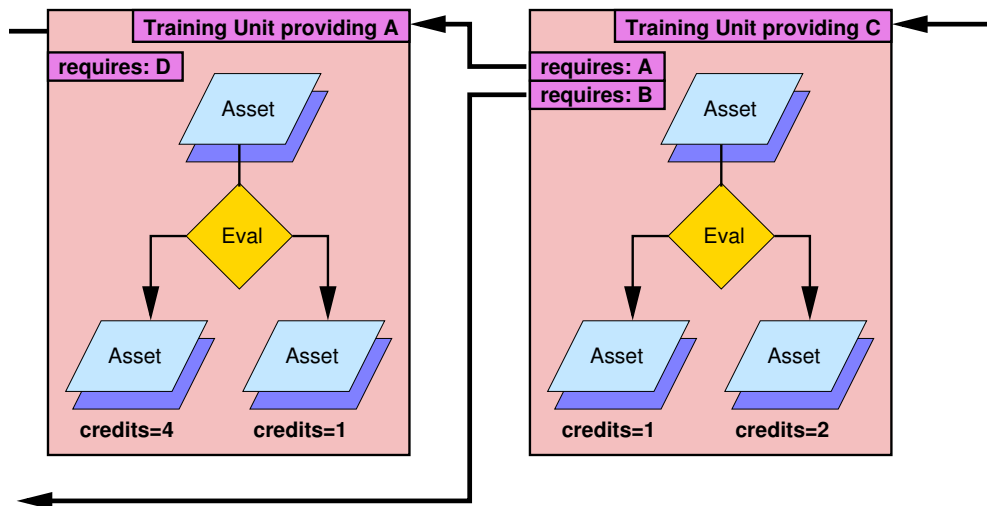 Training Unit providing A
requires: D
Asset
Eval
Asset
Asset
credits=4
credits=1
Training Unit providing C
requires: A
requires: B
Asset
Eval
Asset
Asset
credits=1
credits=2